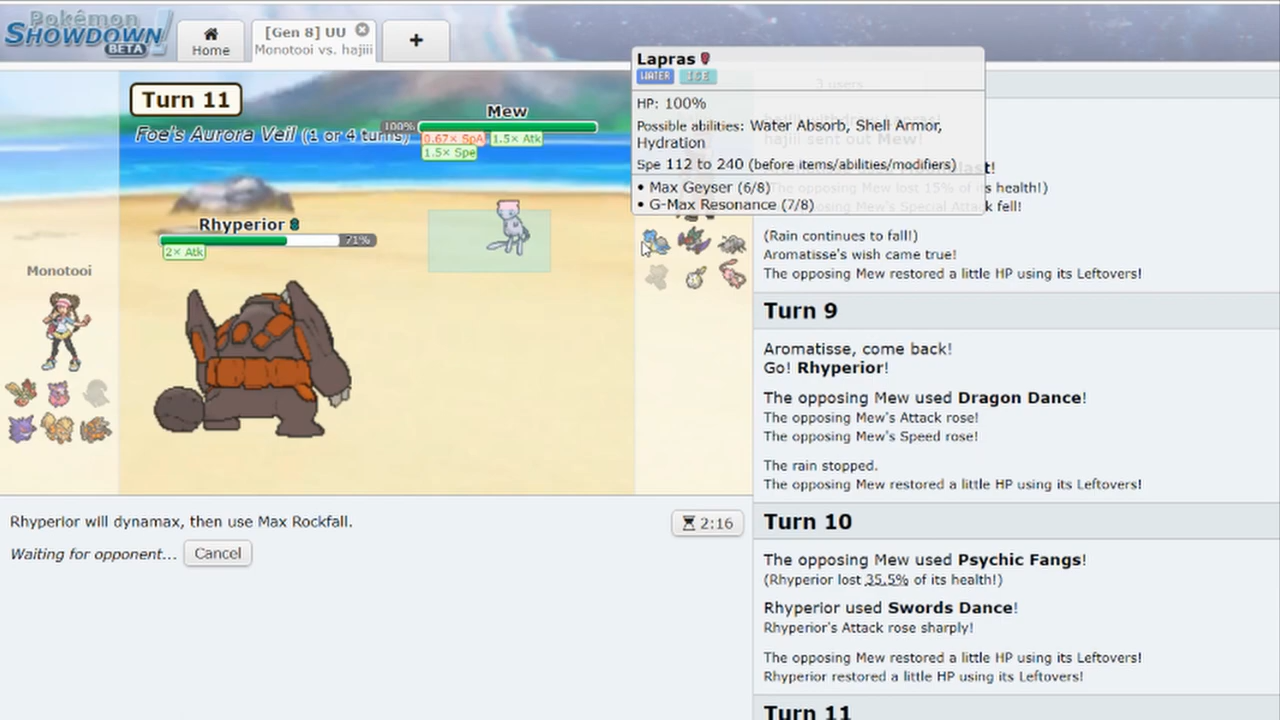 Pokémon
SHOWDOWN!
BETA
Home
[Gen 8] UU
Monotooi vs. hajiii
+
Turn 11
Foe's Aurora Veil (1 or 4 turns)
Mew
100%
0.67× SpA
1.5× Atk
1.5× Spe
Rhyperior
71%
2× Atk
Monotooi
Lapras
WATER
ICE
HP: 100%
Possible abilities: Water Absorb, Shell Armor,
Hydration
Spe 112 to 240 (before items/abilities/modifiers)
• Max Geyser (6/8)
• G-Max Resonance (7/8)
3 users
hajiii sent out Mew!
The opposing Mew lost 15% of its health!)
opposing Mew's Special Attack fell!
(Rain continues to fall!)
Aromatisse's wish came true!
The opposing Mew restored a little HP using its Leftovers!
Turn 9
Aromatisse, come back!
Go! Rhyperior!
The opposing Mew used Dragon Dance!
The opposing Mew's Attack rose!
The opposing Mew's Speed rose!
The rain stopped.
The opposing Mew restored a little HP using its Leftovers!
Turn 10
The opposing Mew used Psychic Fangs!
(Rhyperior lost 35.5% of its health!)
Rhyperior used Swords Dance!
Rhyperior's Attack rose sharply!
The opposing Mew restored a little HP using its Leftovers!
Rhyperior restored a little HP using its Leftovers!
Turn 11
Rhyperior will dynamax, then use Max Rockfall.
2:16
Waiting for opponent...
Cancel